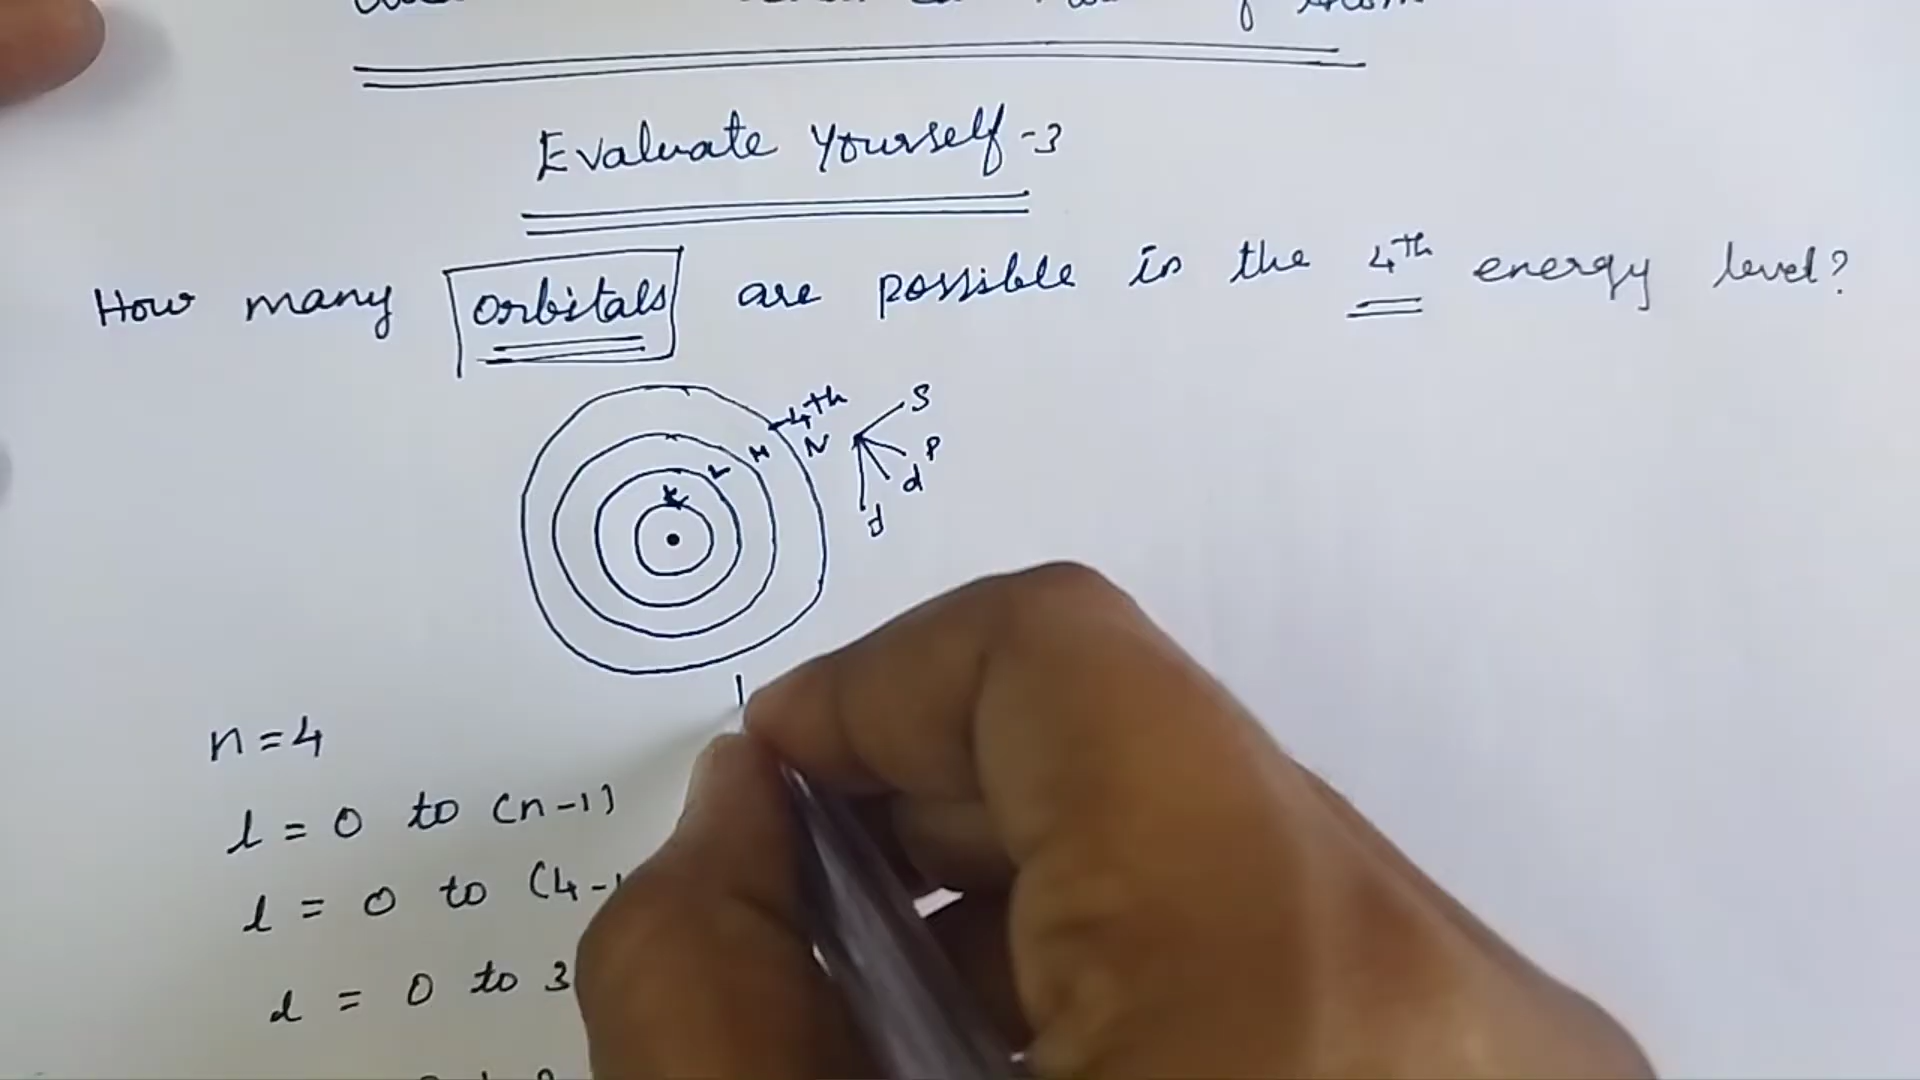 Evaluate Yourself-3
How many orbitals are possible in the 4th energy level?
4th
S
K L M N
P
d
d
n=4
l = 0 to (n-1)
l = 0 to (4-1
l = 0 to 3